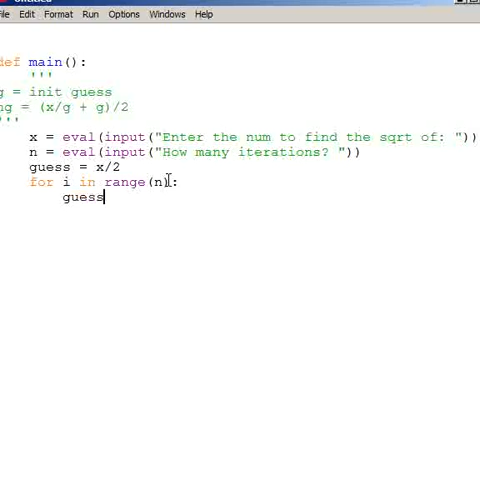 File Edit Format Run Options Windows Help
def main():
'''
g = init guess
ng = (x/g + g)/2
'''
x = eval(input("Enter the num to find the sqrt of: "))
n = eval(input("How many iterations? "))
guess = x/2
for i in range(n):
guess